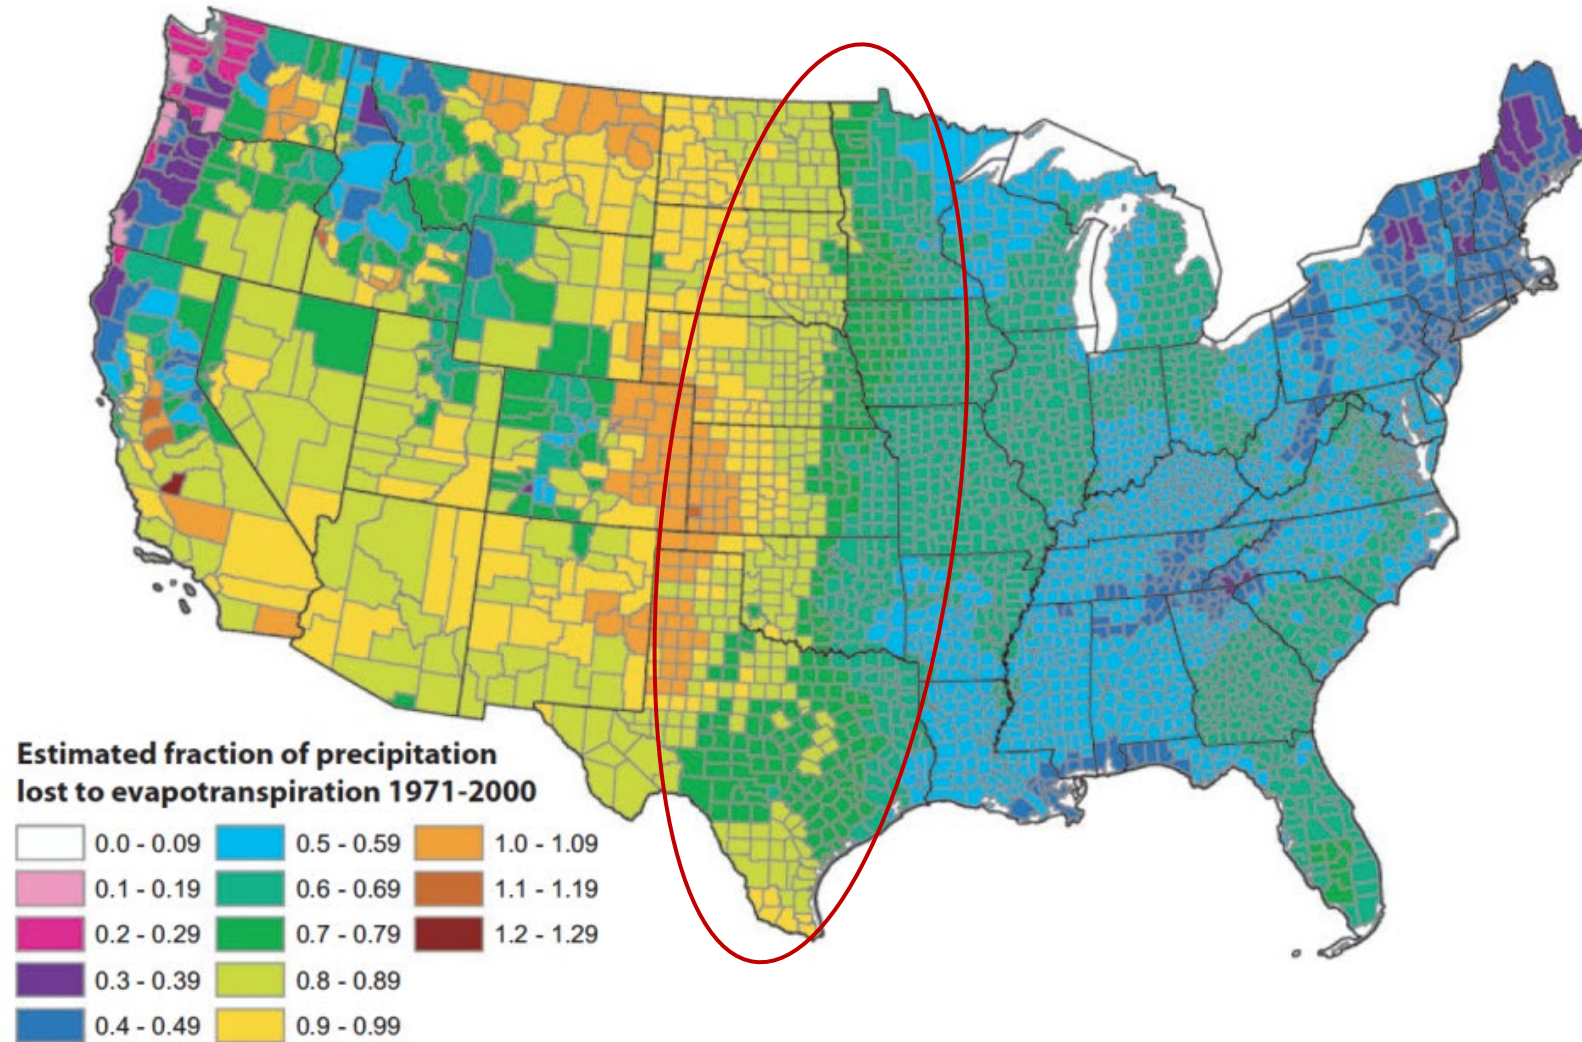 Estimated fraction of precipitation
lost to evapotranspiration 1971-2000
0.0 - 0.09
0.1 - 0.19
0.2 - 0.29
0.3 - 0.39
0.4 - 0.49
0.5 - 0.59
0.6 - 0.69
0.7 - 0.79
0.8 - 0.89
0.9 - 0.99
1.0 - 1.09
1.1 - 1.19
1.2 - 1.29